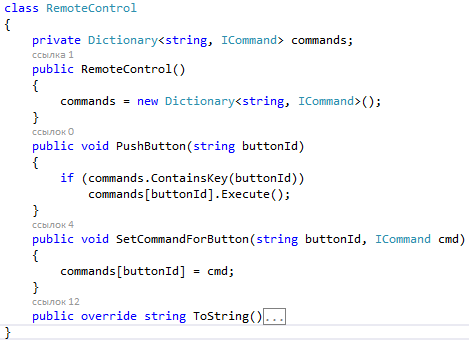 class RemoteControl
{
    private Dictionary<string, ICommand> commands;
    ссылка 1
    public RemoteControl()
    {
        commands = new Dictionary<string, ICommand>();
    }
    ссылок 0
    public void PushButton(string buttonId)
    {
        if (commands.ContainsKey(buttonId))
            commands[buttonId].Execute();
    }
    ссылок 4
    public void SetCommandForButton(string buttonId, ICommand cmd)
    {
        commands[buttonId] = cmd;
    }
    ссылок 12
    public override string ToString()...
}